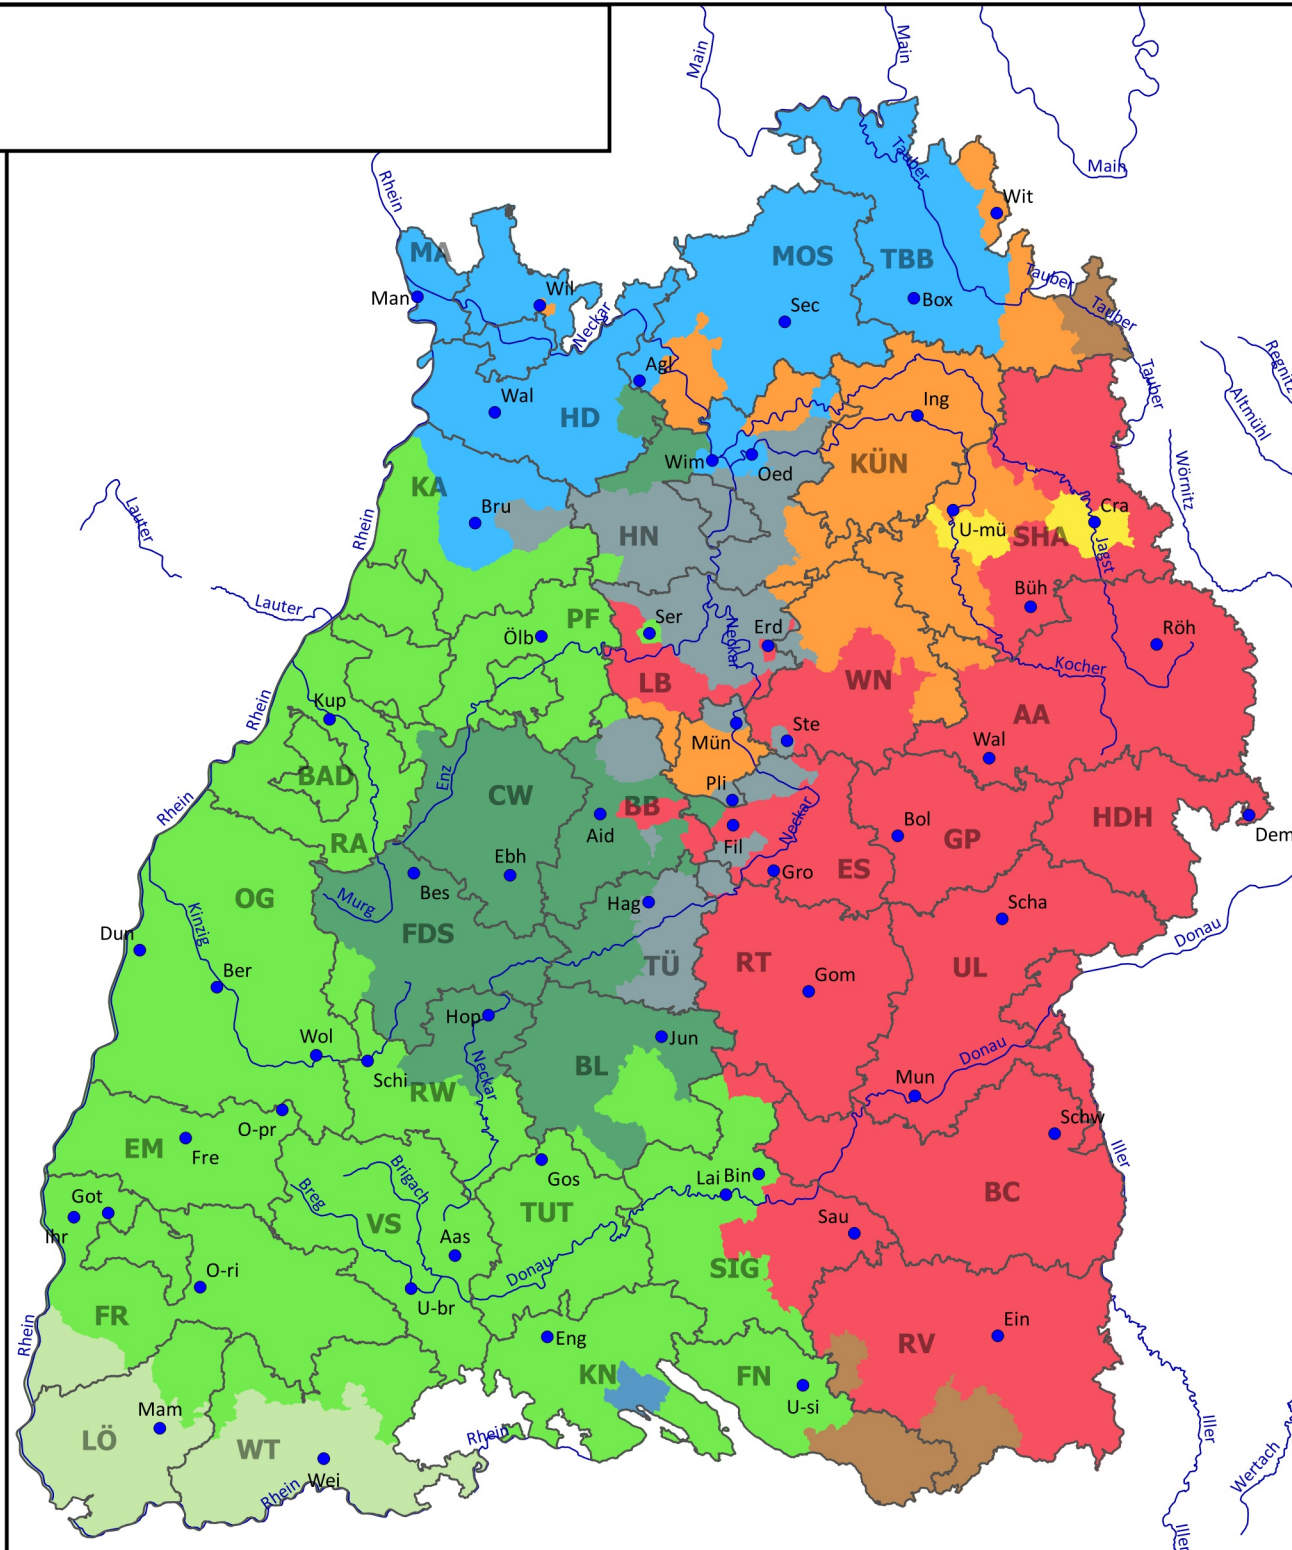 Main
Main
Main
Rhein
Tauber
Wit
MA
MOS
TBB
Tauber
Man
Wil
Sec
Box
Tauber
Neckar
Regnitz
Agl
Tauber
Altmühl
Wal
HD
Ing
Wim
Oed
KÜN
Wörnitz
KA
Bru
HN
U-mü
Cra
SHA
Lauter
Rhein
Jagst
Lauter
PF
Ser
Erd
Büh
Röh
Ölb
Neckar
Kocher
LB
WN
Kup
Rhein
AA
Mün
Ste
Wal
BAD
Enz
CW
Pli
Rhein
BB
Aid
Neckar
Bol
HDH
Dem
RA
Fil
GP
Ebh
ES
Gro
OG
Bes
Murg
Hag
Scha
Kinzig
FDS
Dun
Donau
Ber
TÜ
RT
Gom
UL
Hop
Wol
Jun
Schi
BL
Donau
RW
Neckar
Mun
O-pr
Schw
EM
Fre
Iller
Gos
Lai
Bin
Brigach
Breg
Got
BC
Ihr
VS
TUT
Sau
Aas
O-ri
Donau
SIG
U-br
FR
Rhein
Eng
Ein
RV
KN
FN
U-si
Mam
LÖ
WT
Rhein
Iller
Wei
Rhein
Wertach
Iller